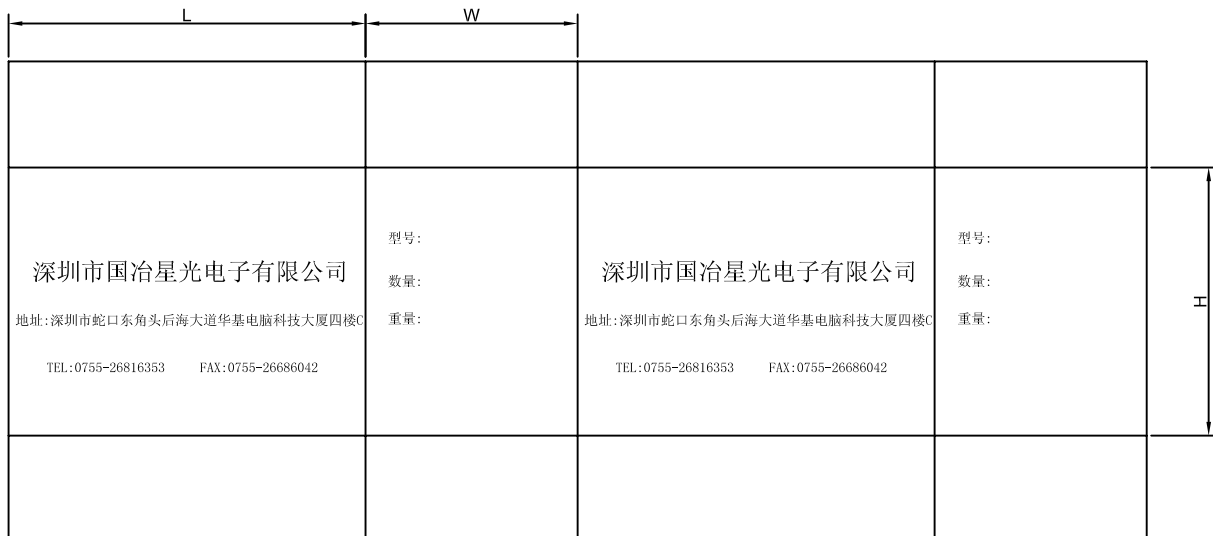 L
W
型号:
数量:
重量:
深圳市国冶星光电子有限公司
地址:深圳市蛇口东角头后海大道华基电脑科技大厦四楼C
TEL:0755-26816353 FAX:0755-26686042
型号:
数量:
重量:
深圳市国冶星光电子有限公司
地址:深圳市蛇口东角头后海大道华基电脑科技大厦四楼C
TEL:0755-26816353 FAX:0755-26686042
H